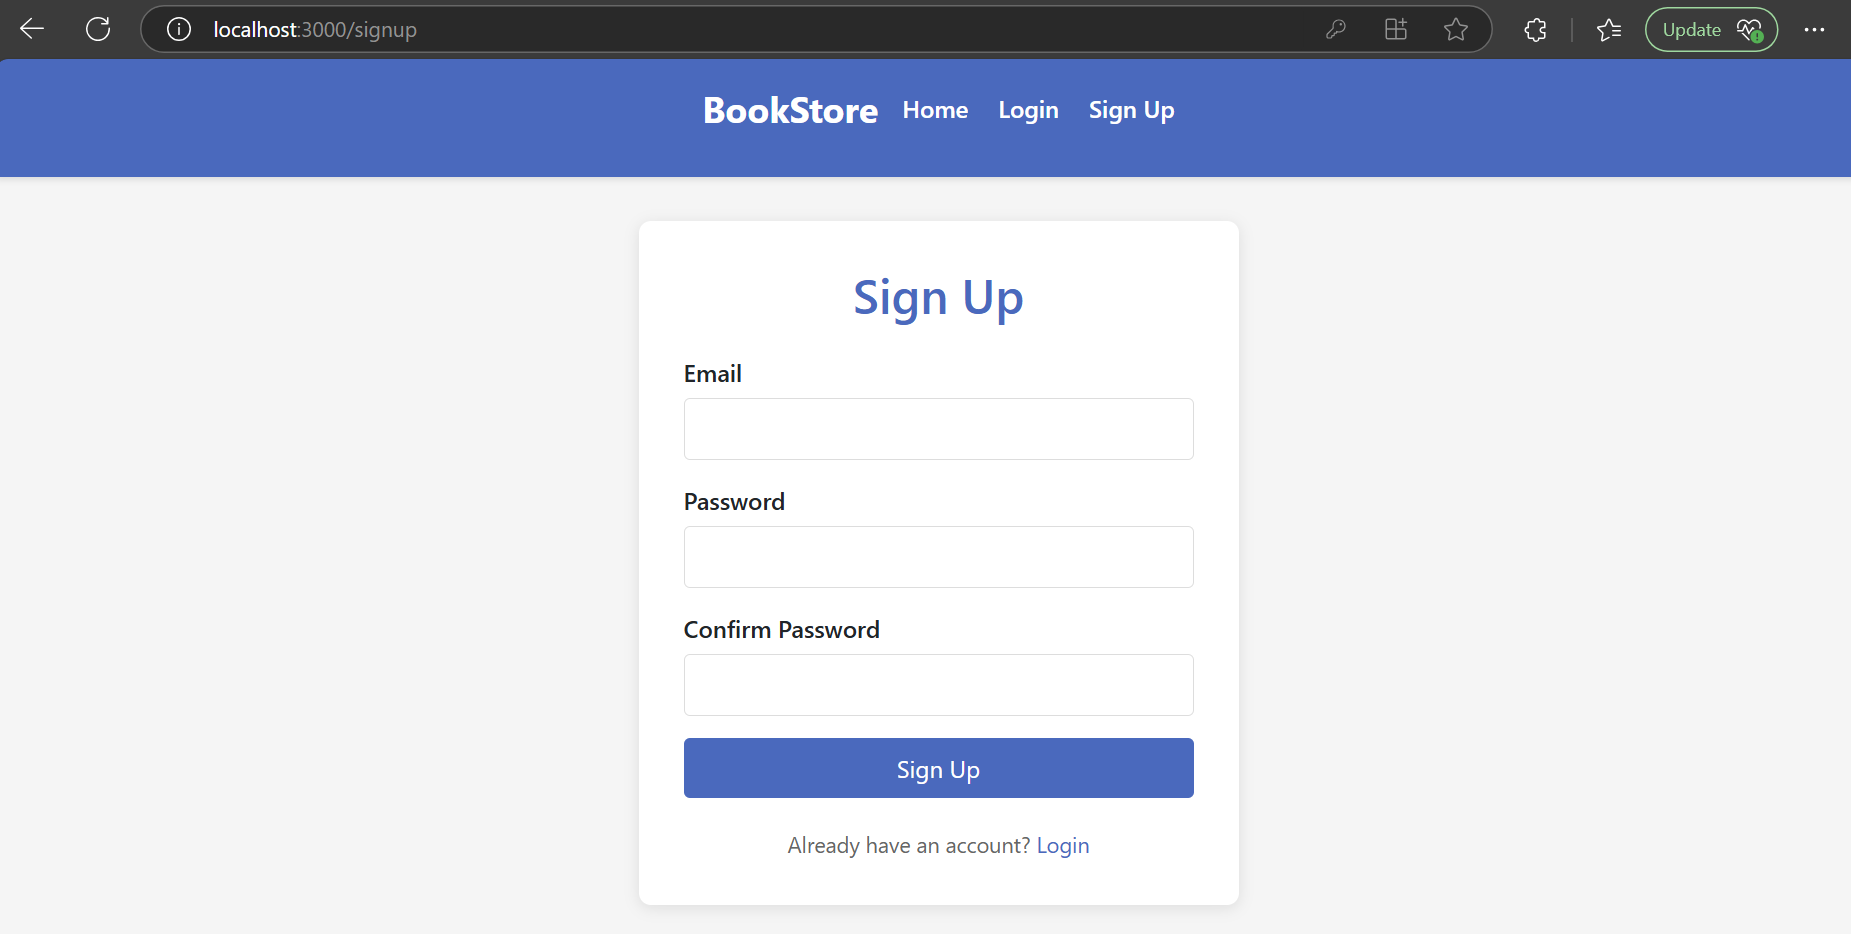 localhost:3000/signup
Update
BookStore Home Login Sign Up
Sign Up
Email
Password
Confirm Password
Sign Up
Already have an account? Login